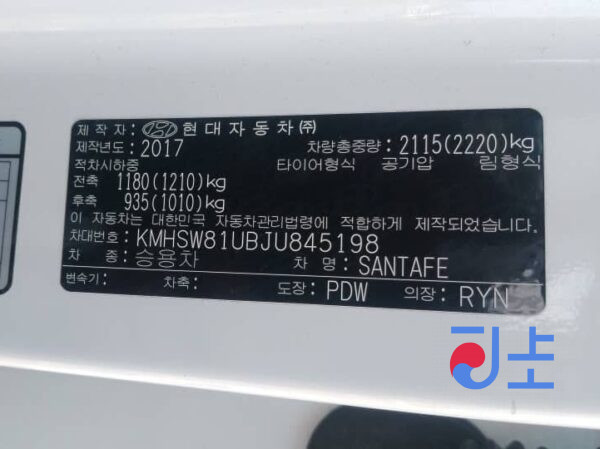 제작자: HYUNDAI 현대자동차㈜
제작년도: 2017 차량총중량: 2115(2220)kg
적차시하중 타이어형식 공기압 림형식
전축 1180(1210)kg
후축 935(1010)kg
이 자동차는 대한민국 자동차관리법령에 적합하게 제작되었습니다.
차대번호: KMHSW81UBJU845198
차 종: 승용차 차 명: SANTAFE
변속기: 차축: 도장: PDW 의장: RYN